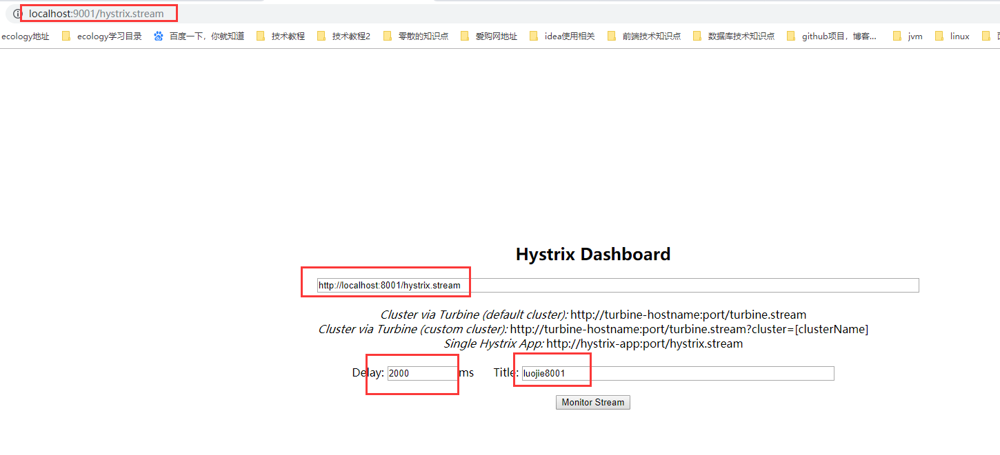 localhost:9001/hystrix.stream
ecology地址 ecology学习目录 百度一下，你就知道 技术教程 技术教程2 零散的知识点 爱购网地址 idea使用相关 前端技术知识点 数据库技术知识点 github项目，博客... jvm linux
Hystrix Dashboard
http://localhost:8001/hystrix.stream
Cluster via Turbine (default cluster): http://turbine-hostname:port/turbine.stream
Cluster via Turbine (custom cluster): http://turbine-hostname:port/turbine.stream?cluster=[clusterName]
Single Hystrix App: http://hystrix-app:port/hystrix.stream
Delay: 2000 ms Title: luojie8001
Monitor Stream